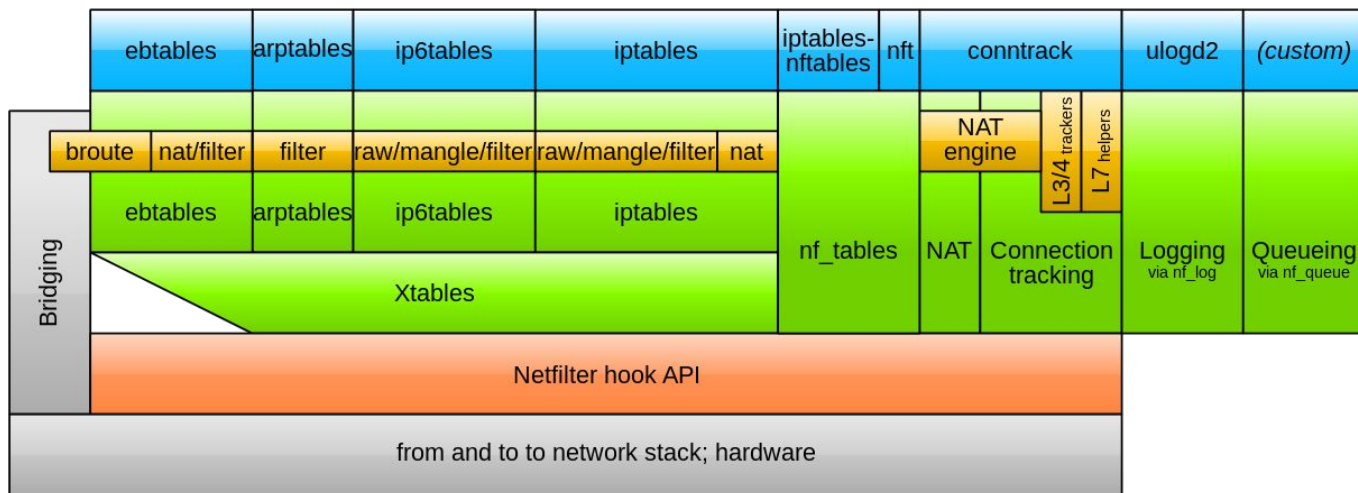 ebtables
arptables
ip6tables
iptables
iptables-
nftables
nft
conntrack
ulogd2
(custom)
broute
nat/filter
filter
raw/mangle/filter
raw/mangle/filter
nat
NAT
engine
L3/4 trackers
L7 helpers
ebtables
arptables
ip6tables
iptables
nf_tables
NAT
Connection
tracking
Logging
via nf_log
Queueing
via nf_queue
Bridging
Xtables
Netfilter hook API
from and to to network stack; hardware